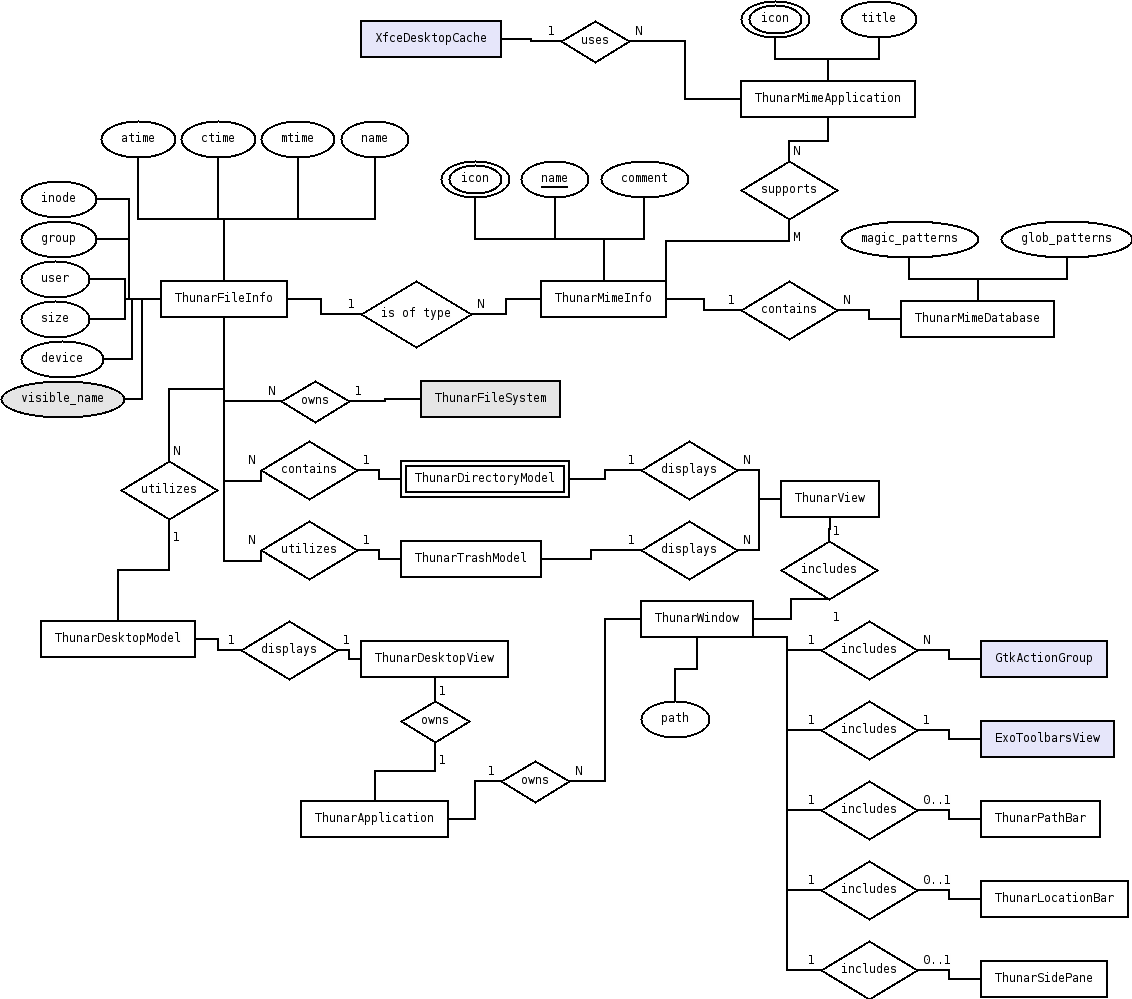 icon
title
XfceDesktopCache
1
uses
N
ThunarMimeApplication
atime
ctime
mtime
name
N
icon
name
comment
supports
inode
group
M
magic_patterns
glob_patterns
user
size
ThunarFileInfo
1
is of type
N
ThunarMimeInfo
1
contains
N
ThunarMimeDatabase
device
visible_name
N
owns
1
ThunarFileSystem
N
utilizes
1
N
contains
1
ThunarDirectoryModel
1
displays
N
ThunarView
1
N
utilizes
1
ThunarTrashModel
1
displays
N
includes
1
ThunarWindow
ThunarDesktopModel
1
displays
1
ThunarDesktopView
1
includes
N
GtkActionGroup
path
1
owns
1
1
includes
1
ExoToolbarsView
ThunarApplication
1
owns
N
1
includes
0..1
ThunarPathBar
1
includes
0..1
ThunarLocationBar
1
includes
0..1
ThunarSidePane